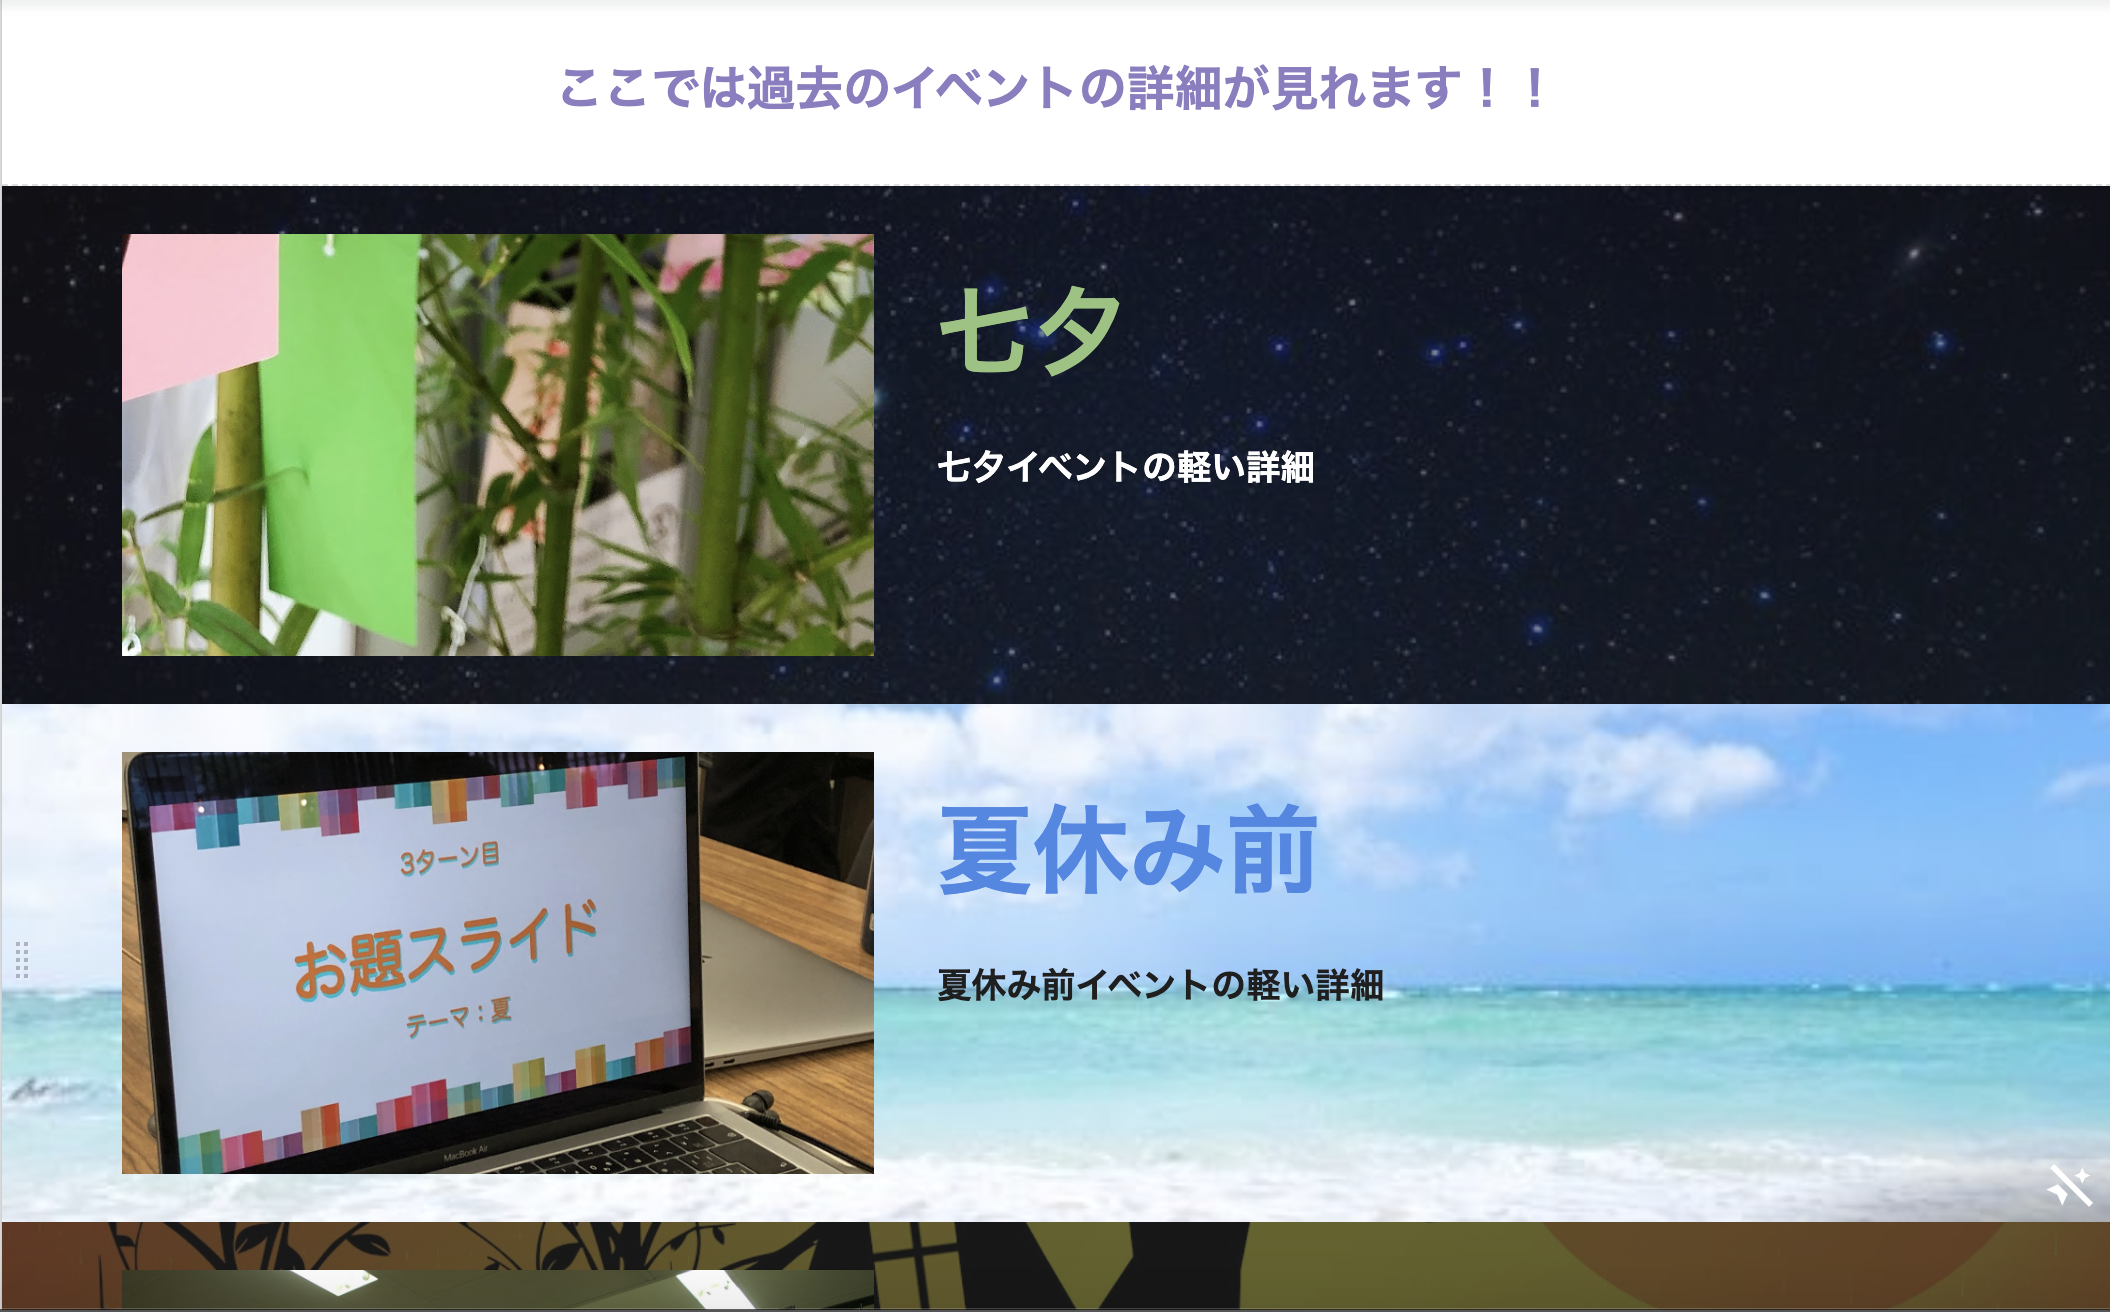 ここでは過去のイベントの詳細が見れます！！
七夕
七夕イベントの軽い詳細
3ターン目
お題スライド
テーマ：夏
MacBook Air
夏休み前
夏休み前イベントの軽い詳細